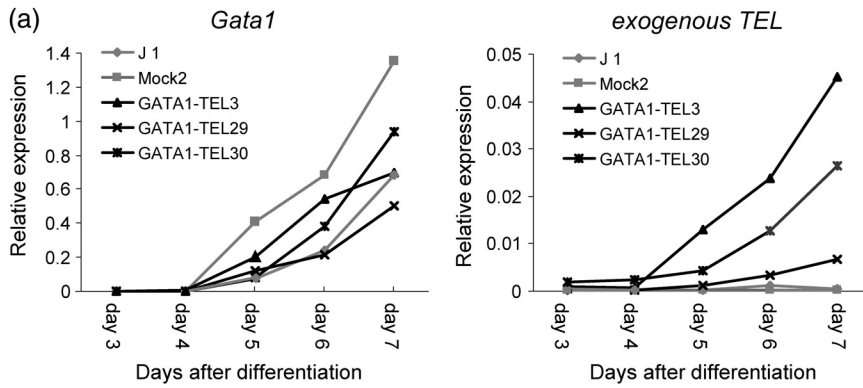 (a)
Gata1
Relative expression
1.4
1.2
1
0.8
0.6
0.4
0.2
0
J 1
Mock2
GATA1-TEL3
GATA1-TEL29
GATA1-TEL30
day 3
day 4
day 5
day 6
day 7
Days after differentiation
exogenous TEL
Relative expression
0.05
0.04
0.03
0.02
0.01
0
J 1
Mock2
GATA1-TEL3
GATA1-TEL29
GATA1-TEL30
day 3
day 4
day 5
day 6
day 7
Days after differentiation